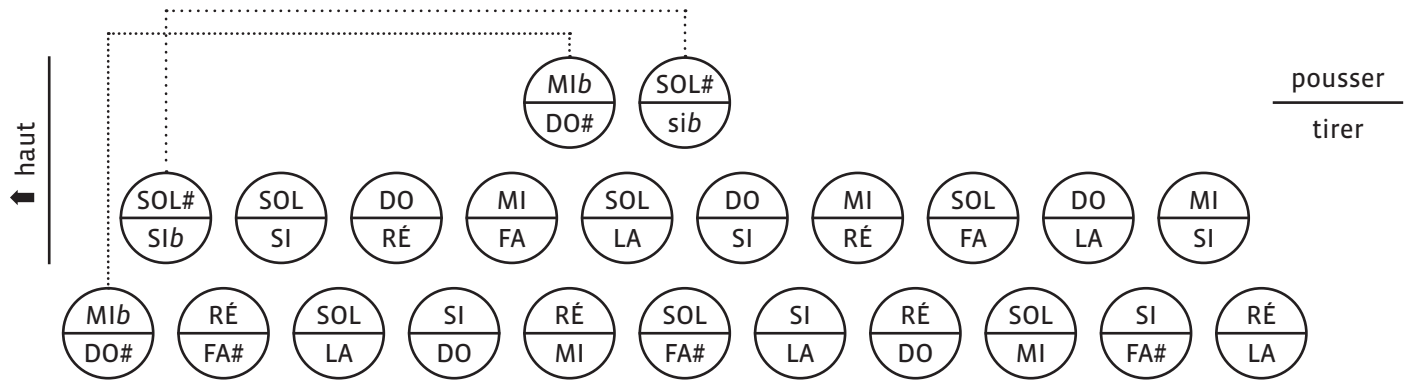 MIb SOL# pousser
DO# sib tirer
haut
SOL# SOL DO MI SOL DO MI SOL DO MI
SIb SI RÉ FA LA SI RÉ FA LA SI
MIb RÉ SOL SI RÉ SOL SI RÉ SOL SI RÉ
DO# FA# LA DO MI FA# LA DO MI FA# LA